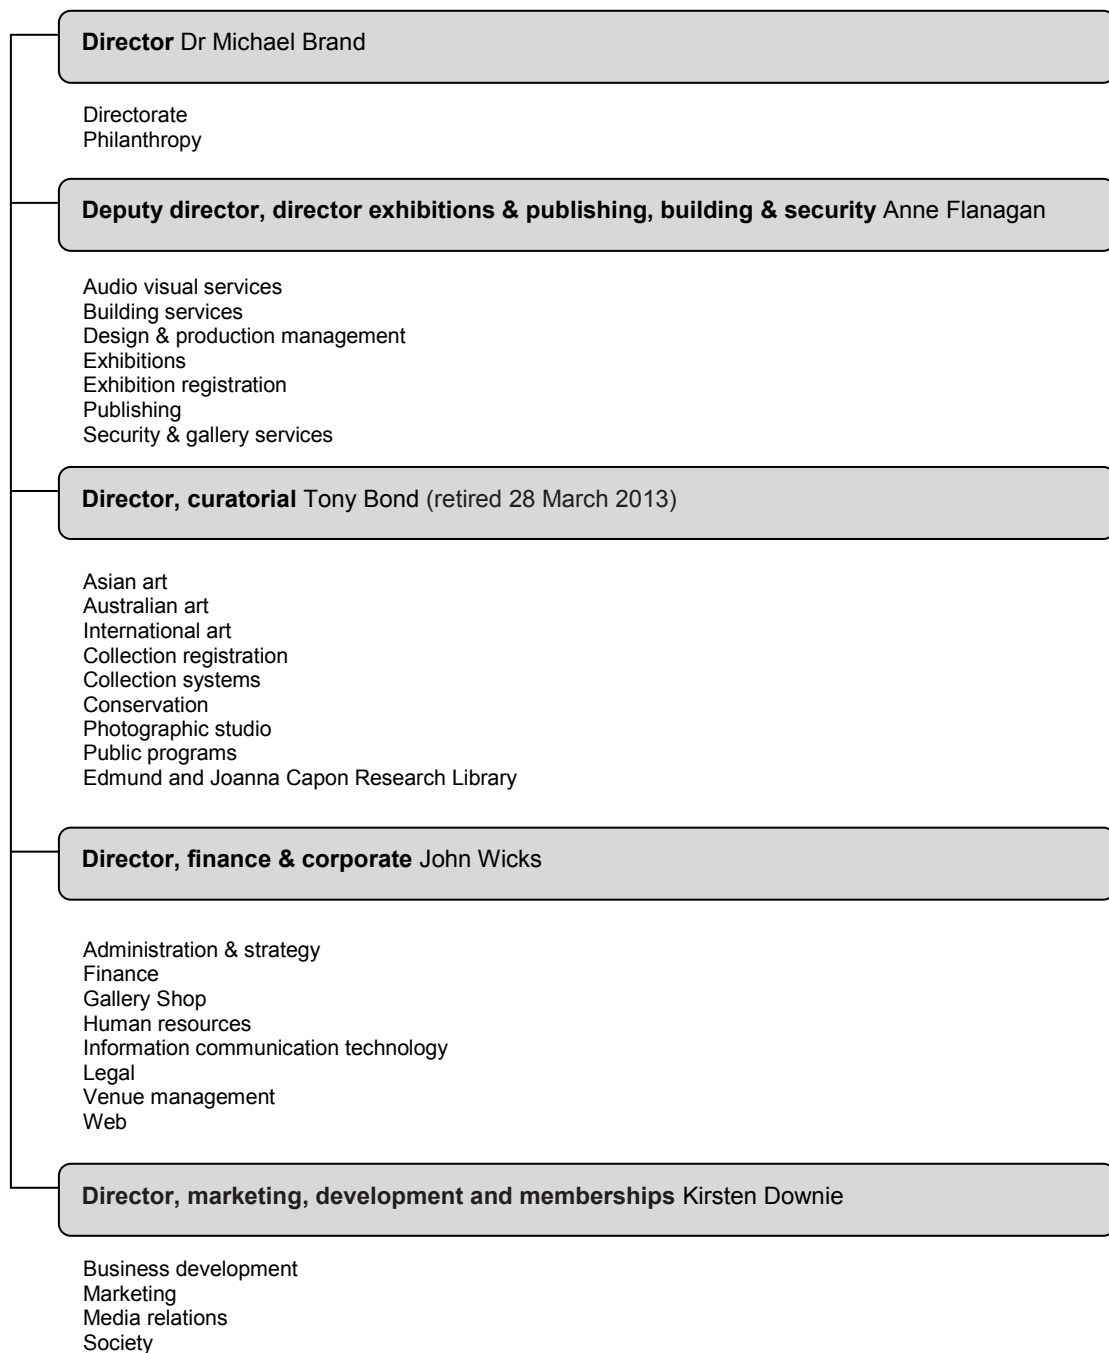 Director Dr Michael Brand
Directorate
Philanthropy
Deputy director, director exhibitions & publishing, building & security Anne Flanagan
Audio visual services
Building services
Design & production management
Exhibitions
Exhibition registration
Publishing
Security & gallery services
Director, curatorial Tony Bond (retired 28 March 2013)
Asian art
Australian art
International art
Collection registration
Collection systems
Conservation
Photographic studio
Public programs
Edmund and Joanna Capon Research Library
Director, finance & corporate John Wicks
Administration & strategy
Finance
Gallery Shop
Human resources
Information communication technology
Legal
Venue management
Web
Director, marketing, development and memberships Kirsten Downie
Business development
Marketing
Media relations
Society